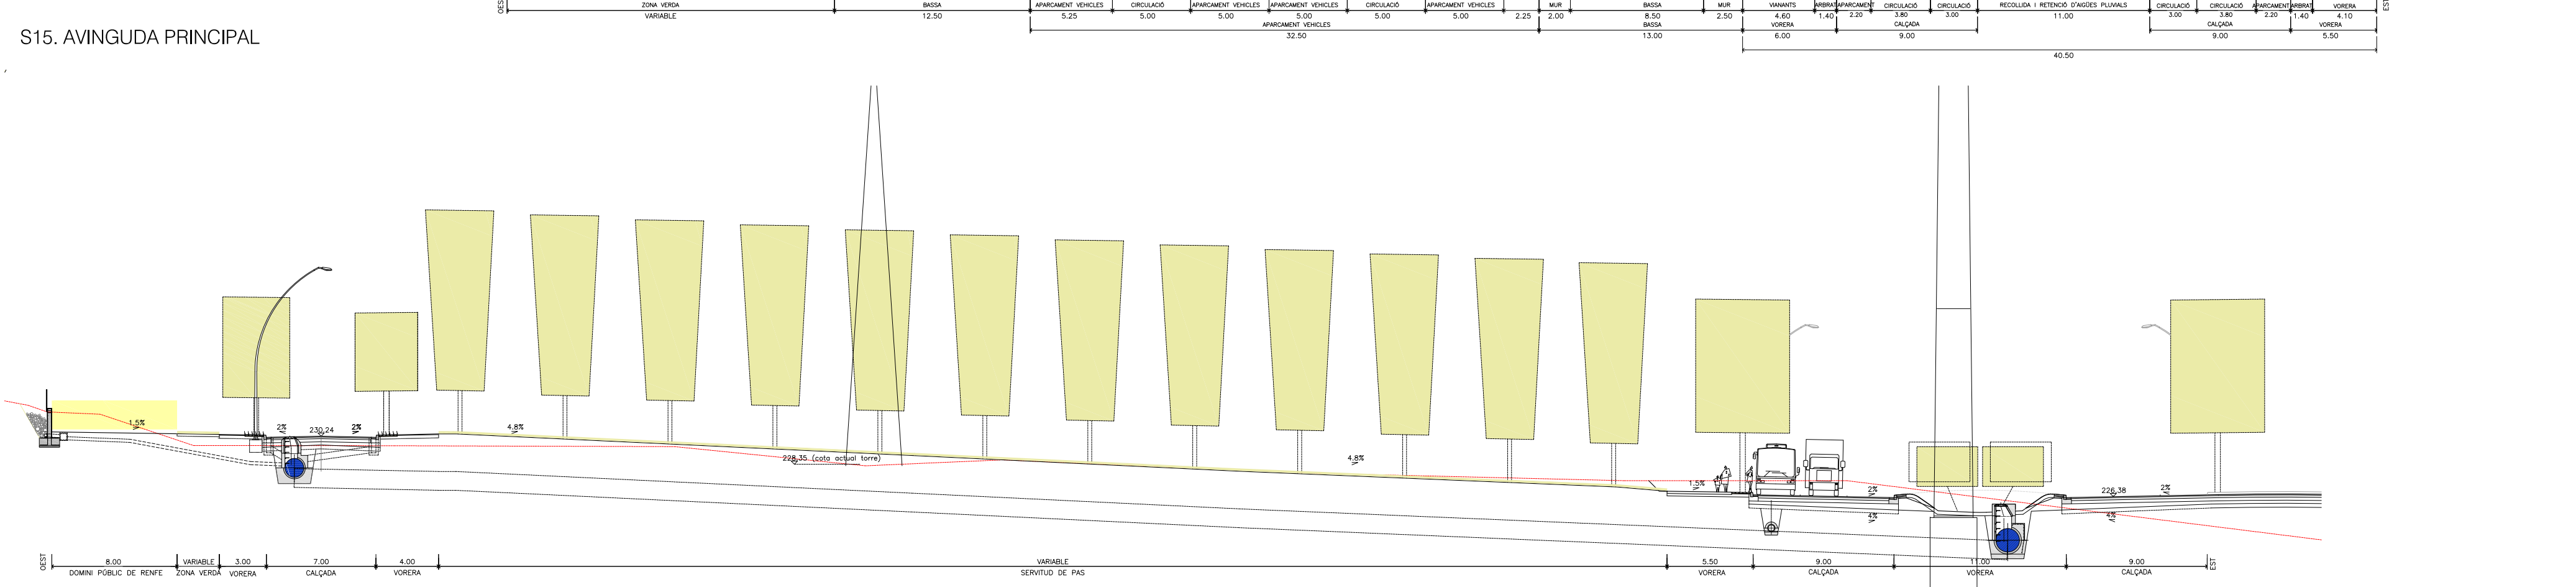 OEST ZONA VERDA BASSA APARCAMENT VEHICLES CIRCULACIÓ APARCAMENT VEHICLES APARCAMENT VEHICLES CIRCULACIÓ APARCAMENT VEHICLES MUR BASSA MUR VIANANTS ARBRAT APARCAMENT CIRCULACIÓ CIRCULACIÓ RECOLLIDA I RETENCIÓ D'AIGÜES PLUVIALS CIRCULACIÓ CIRCULACIÓ APARCAMENT ARBRAT VORERA EST
VARIABLE 12.50 5.25 5.00 5.00 5.00 5.00 5.00 2.25 2.00 8.50 2.50 4.60 1.40 2.20 3.80 3.00 11.00 3.00 3.80 2.20 1.40 4.10
APARCAMENT VEHICLES BASSA VORERA CALÇADA CALÇADA VORERA
32.50 13.00 6.00 9.00 9.00 5.50
40.50
S15. AVINGUDA PRINCIPAL
1.5%
2% 230,24 2%
4.8%
228,35 (cota actual torre)
4.8%
1.5%
2%
4%
226,38 2%
4%
OEST 8.00 VARIABLE 3.00 7.00 4.00 VARIABLE 5.50 9.00 11.00 9.00 EST
DOMINI PÚBLIC DE RENFE ZONA VERDA VORERA CALÇADA VORERA SERVITUD DE PAS VORERA CALÇADA VORERA CALÇADA